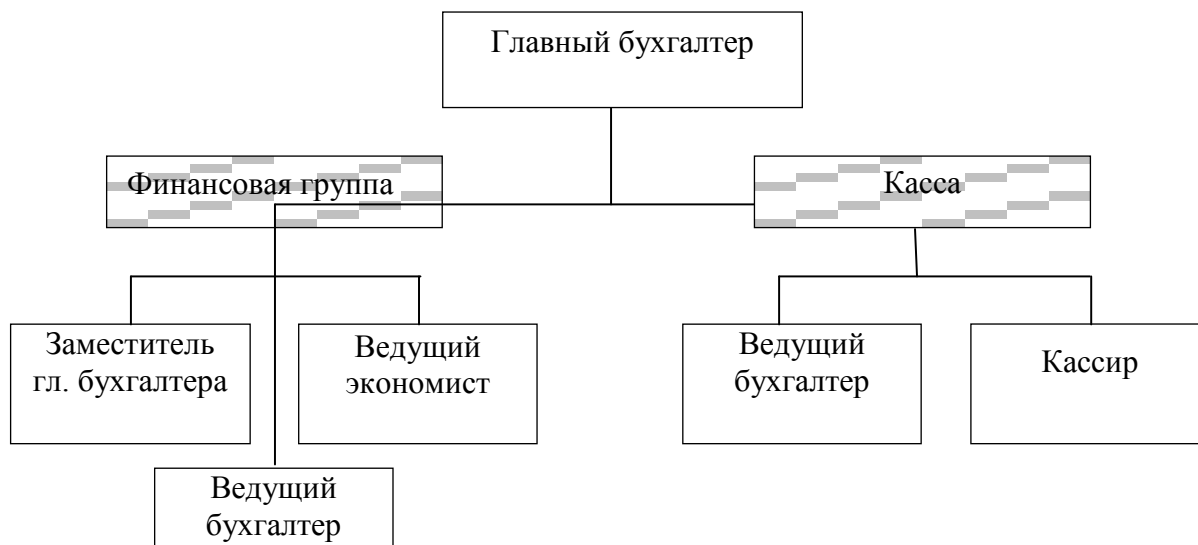 Главный бухгалтер
Финансовая группа
Касса
Заместитель
гл. бухгалтера
Ведущий
экономист
Ведущий
бухгалтер
Кассир
Ведущий
бухгалтер